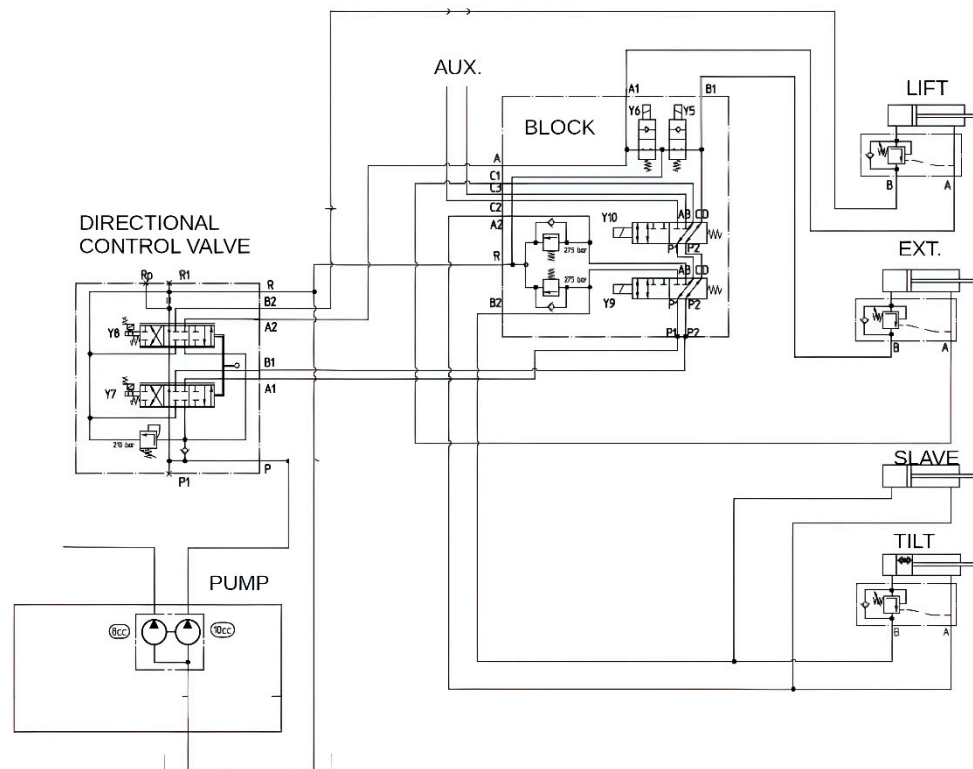 AUX.
LIFT
A1
B1
Y6
Y5
BLOCK
A
C1
C3
C2
A2
R
B2
275 bar
275 bar
Y10
AB CD
P1 P2
AB CD
Y9
P1 P2
P1 P2
B
A
EXT.
B
A
DIRECTIONAL
CONTROL VALVE
Rp
R1
R
B2
A2
B1
A1
P
P1
Y8
Y7
210 bar
SLAVE
TILT
B
A
PUMP
8cc
10cc